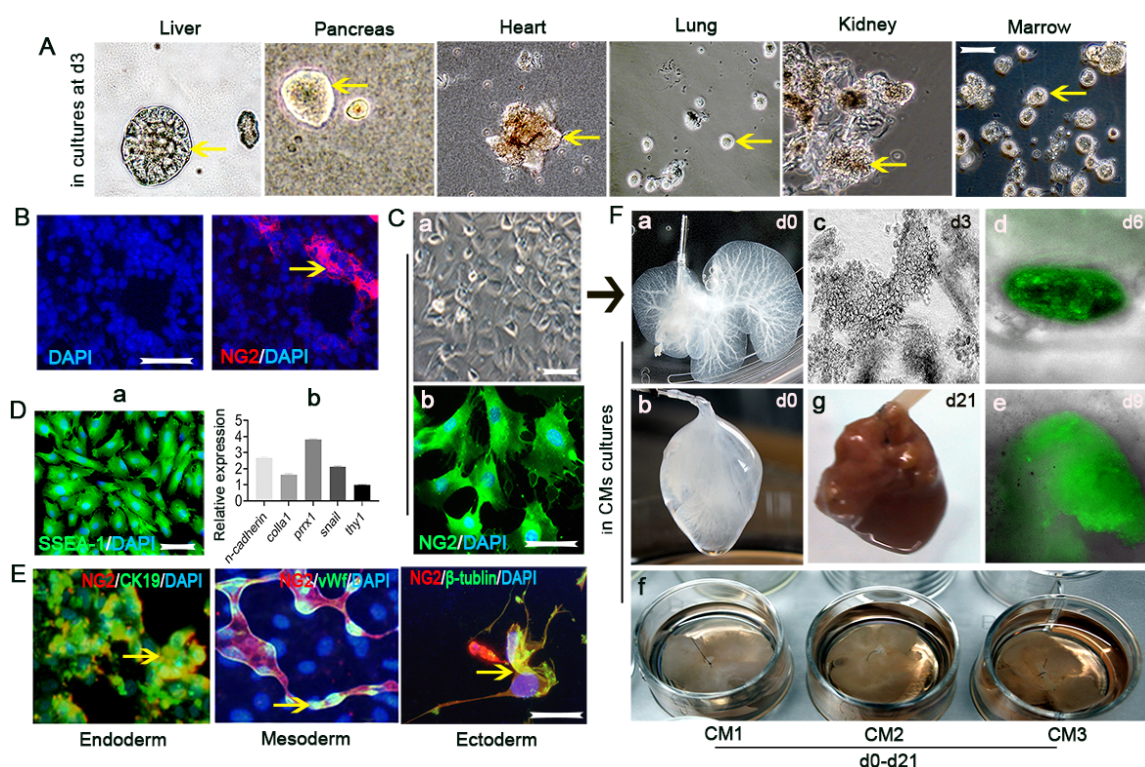 Liver Pancreas Heart Lung Kidney Marrow
A
in cultures at d3
B
DAPI
NG2/DAPI
C
a
b
NG2/DAPI
D
a
SSEA-1/DAPI
b
Relative expression
5
4
3
2
1
0
n-cadherin
colla1
prrx1
snail
thy1
E
NG2/CK19/DAPI
NG2/vWf/DAPI
NG2/β-tublin/DAPI
Endoderm Mesoderm Ectoderm
F
in CMs cultures
a d0
c d3
d d6
b d0
g d21
e d9
f
CM1 CM2 CM3
d0-d21